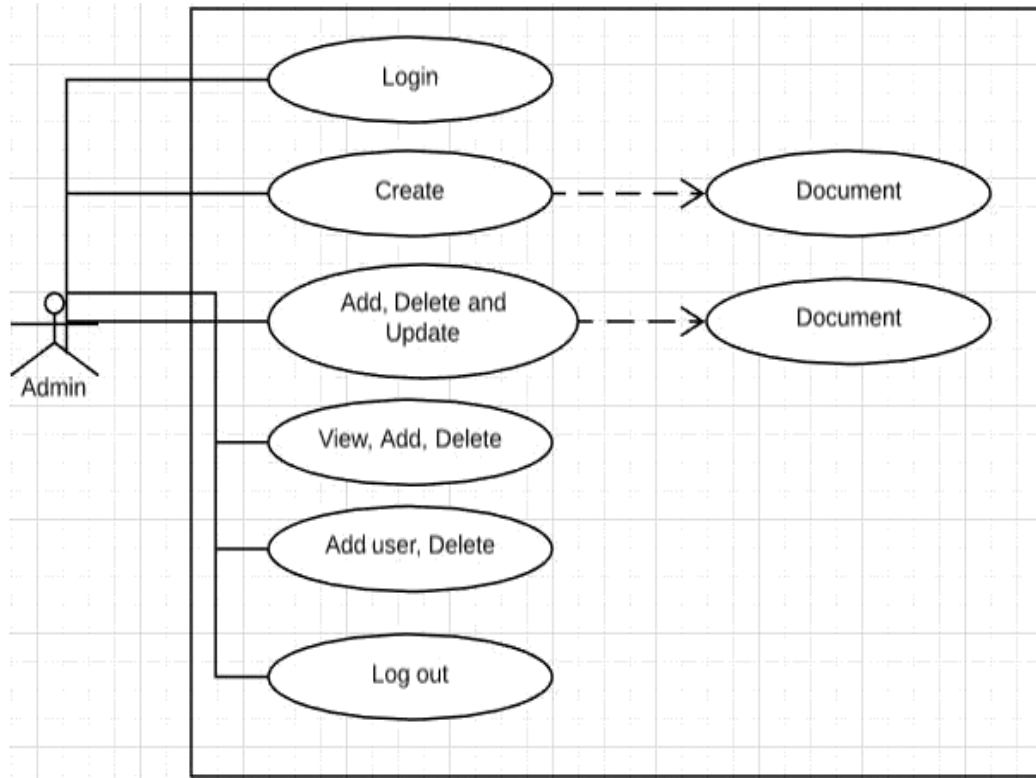 Login
Create
Document
Add, Delete and
Update
Document
Admin
View, Add, Delete
Add user, Delete
Log out